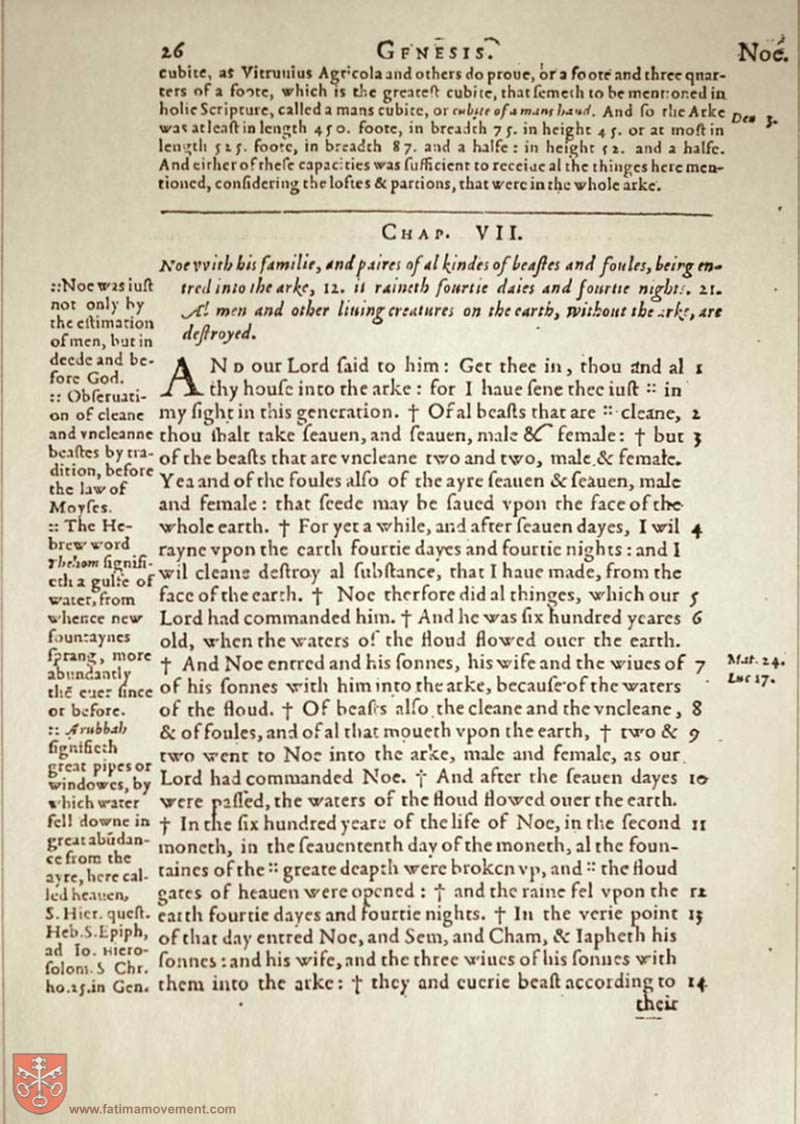 26 GENESIS. Noe.
cubite, as Vitruuius Agricola and others do proue, or a foote and three quar-
ters of a foote, which is the greateſt cubite, that ſemeth to be mentioned in
holie Scripture, called a mans cubite, or cubite of a mans hand. And ſo the Arke
was at leaſt in length 450. foote, in breadth 75. in height 45. or at moſt in
length 525. foote, in breadth 87. and a halfe: in height 52. and a halfe.
And either of theſe capacities was ſufficient to receiue al the thinges here men-
tioned, conſidering the loftes & partions, that were in the whole arke.
Deu 3.
CHAP. VII.
Noe vvith his familie, and paires of al kindes of beaſtes and foules, being en-
tred into the arke, 12. it raineth fourtie daies and fourtie nights. 21.
Al men and other liuing creatures on the earth, without the arke, are
deſtroyed.
AND our Lord ſaid to him: Get thee in, thou and al 1
thy houſe into the arke: for I haue ſene thee iuſt :: in
my ſight in this generation. † Of al beaſts that are :: cleane, 2
thou ſhalt take ſeauen, and ſeauen, male & female: † but 3
of the beaſts that are vncleane two and two, male & female.
Yea and of the foules alſo of the ayre ſeauen & ſeauen, male
and female: that ſeede may be ſaued vpon the face of the
whole earth. † For yet a while, and after ſeauen dayes, I wil 4
rayne vpon the earth fourtie dayes and fourtie nights: and I
wil cleane deſtroy al ſubſtance, that I haue made, from the
face of the earth. † Noe therfore did al thinges, which our 5
Lord had commanded him. † And he was ſix hundred yeares 6
old, when the waters of the floud flowed ouer the earth.
† And Noe entred and his ſonnes, his wife and the wiues of 7
of his ſonnes with him into the arke, becauſe of the waters
of the floud. † Of beaſts alſo the cleane and the vncleane, 8
& of foules, and of al that moueth vpon the earth, † two & 9
two went to Noe into the arke, male and female, as our
Lord had commanded Noe. † And after the ſeauen dayes 10
were paſſed, the waters of the floud flowed ouer the earth.
† In the ſix hundred yeare of the life of Noe, in the ſecond 11
moneth, in the ſeauententh day of the moneth, al the foun-
taines of the :: greate deapth were broken vp, and :: the floud
gates of heauen were opened: † and the raine fel vpon the 12
earth fourtie dayes and fourtie nights. † In the verie point 13
of that day entred Noe, and Sem, and Cham, & Iapheth his
ſonnes: and his wife, and the three wiues of his ſonnes with
them into the arke: † they and euerie beaſt according to 14
their
::Noe was iuſt
not only by
the eſtimation
of men, but in
deede and be-
fore God.
:: Obſeruati-
on of cleane
and vncleanne
beaſtes by tra-
dition, before
the law of
Moyſes.
:: The He-
brew word
Thehom ſignifi-
eth a gulfe of
water, from
whence new
fountaynes
ſprang, more
abundantly
thē euer ſince
or before.
:: Arubbah
ſignifieth
great pipes or
windowes, by
which water
fell downe in
great abūdan-
ce from the
ayre, here cal-
led heauen,
S. Hier. queſt.
Heb. S. Epiph,
ad Io. Hiero-
ſolom. S Chr.
ho.25.in Gen.
Mat. 24.
Luc 17.
www.fatimamovement.com